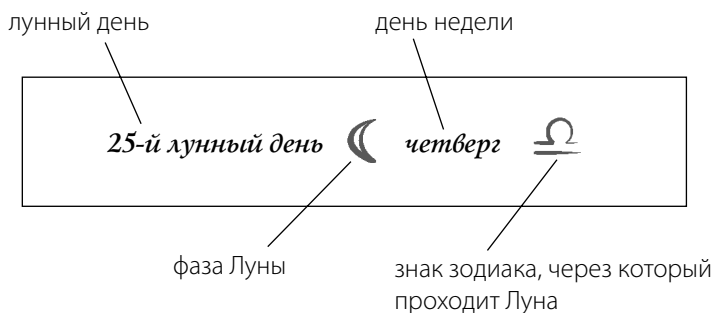 лунный день
день недели
25-й лунный день четверг
фаза Луны
знак зодиака, через который
проходит Луна